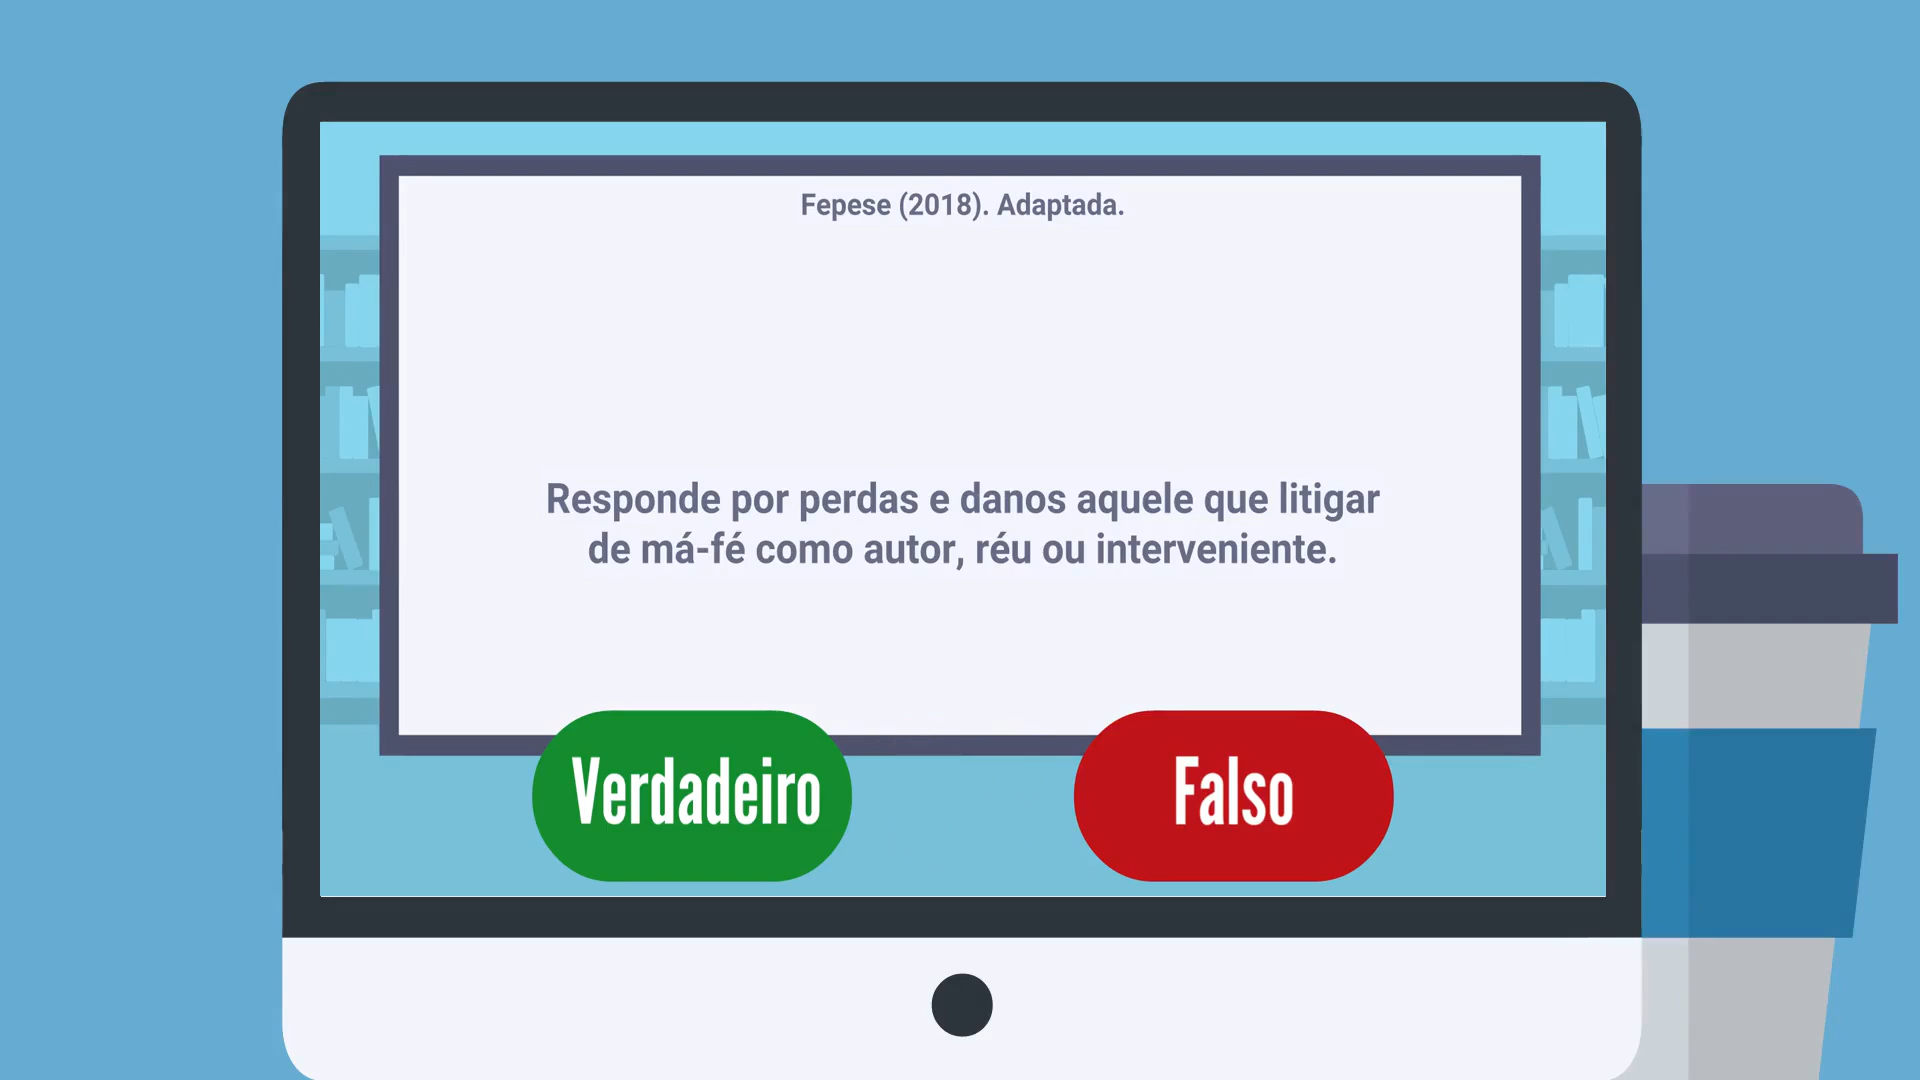 Fepese (2018). Adaptada.
Responde por perdas e danos aquele que litigar
de má-fé como autor, réu ou interveniente.
Verdadeiro
Falso